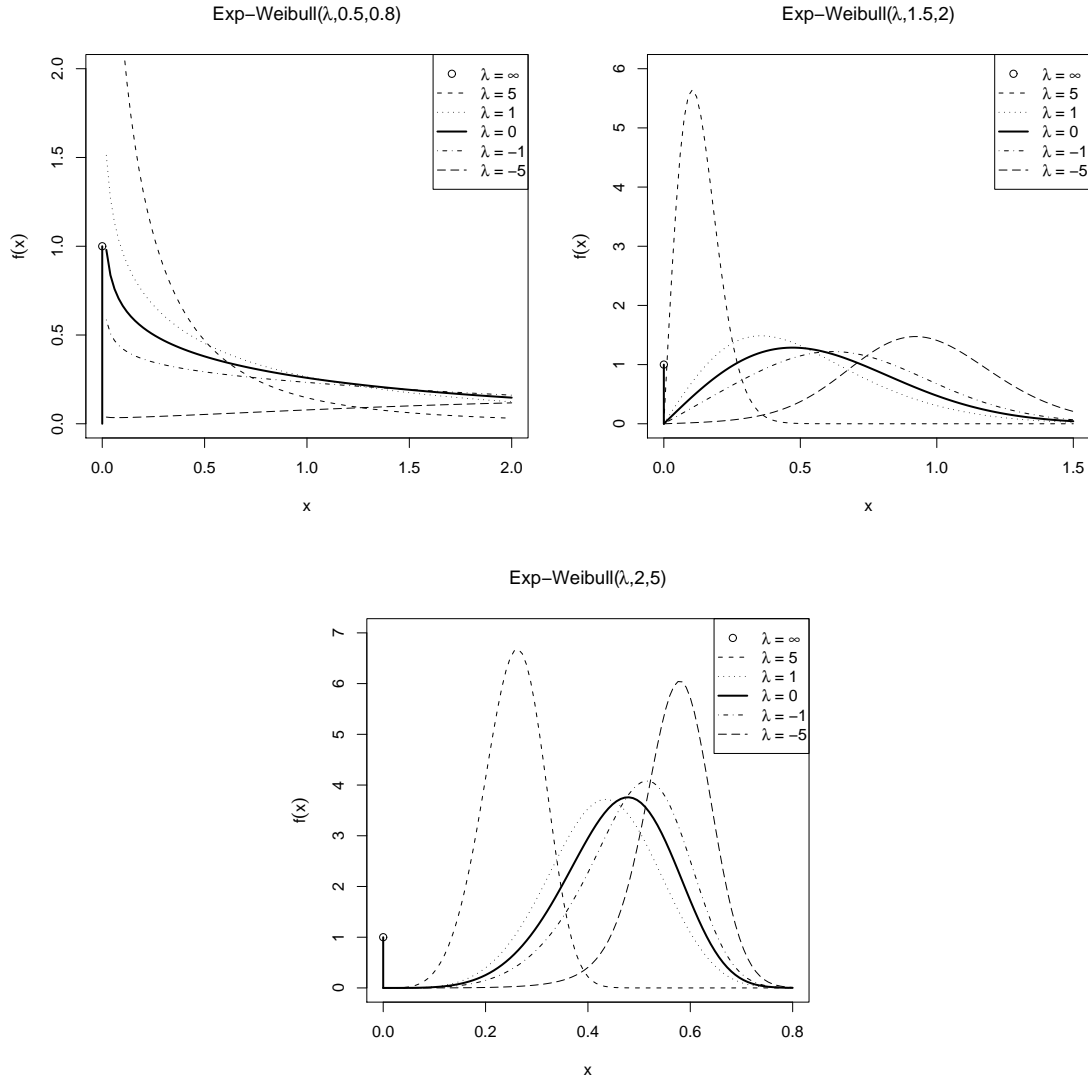 Exp−Weibull(λ,0.5,0.8)
f(x)
2.0
1.5
1.0
0.5
0.0
λ = ∞
λ = 5
λ = 1
λ = 0
λ = −1
λ = −5
0.0 0.5 1.0 1.5 2.0
x
Exp−Weibull(λ,1.5,2)
f(x)
6
5
4
3
2
1
0
λ = ∞
λ = 5
λ = 1
λ = 0
λ = −1
λ = −5
0.0 0.5 1.0 1.5
x
Exp−Weibull(λ,2,5)
f(x)
7
6
5
4
3
2
1
0
λ = ∞
λ = 5
λ = 1
λ = 0
λ = −1
λ = −5
0.0 0.2 0.4 0.6 0.8
x